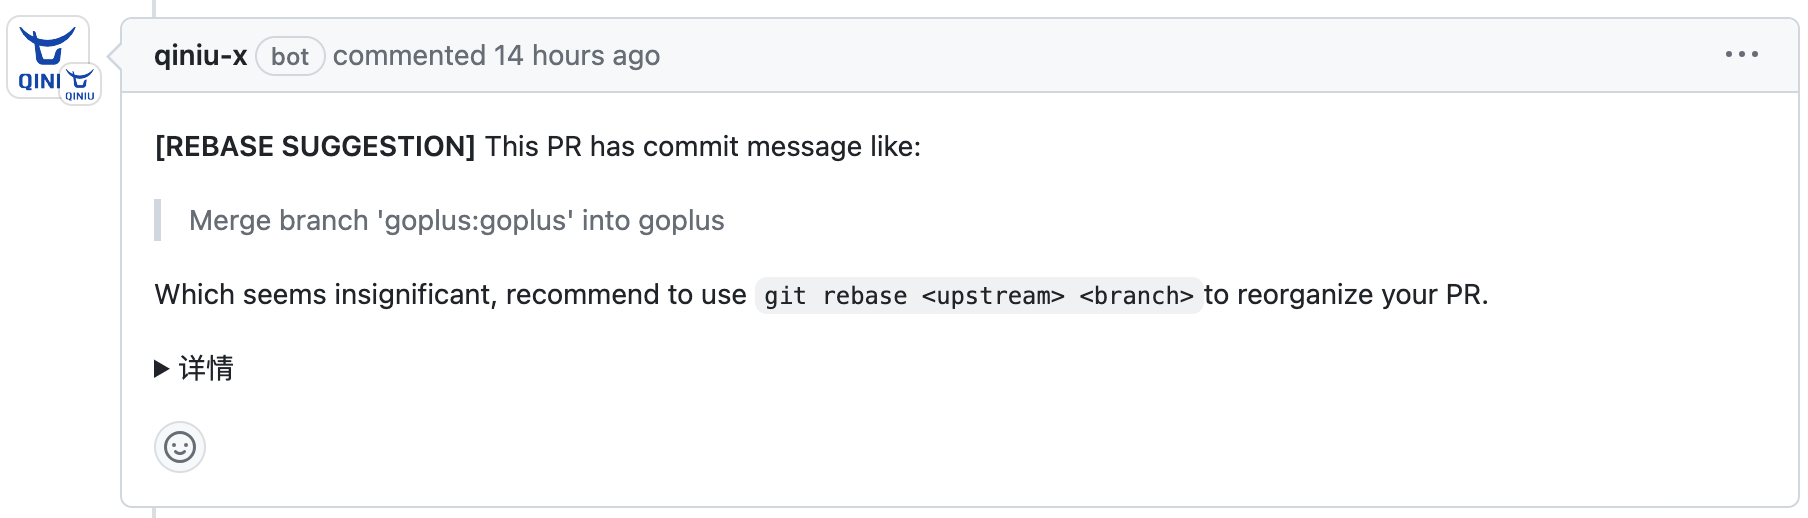 QINIU
qiniu-x bot commented 14 hours ago
[REBASE SUGGESTION] This PR has commit message like:
Merge branch 'goplus:goplus' into goplus
Which seems insignificant, recommend to use git rebase <upstream> <branch> to reorganize your PR.
详情